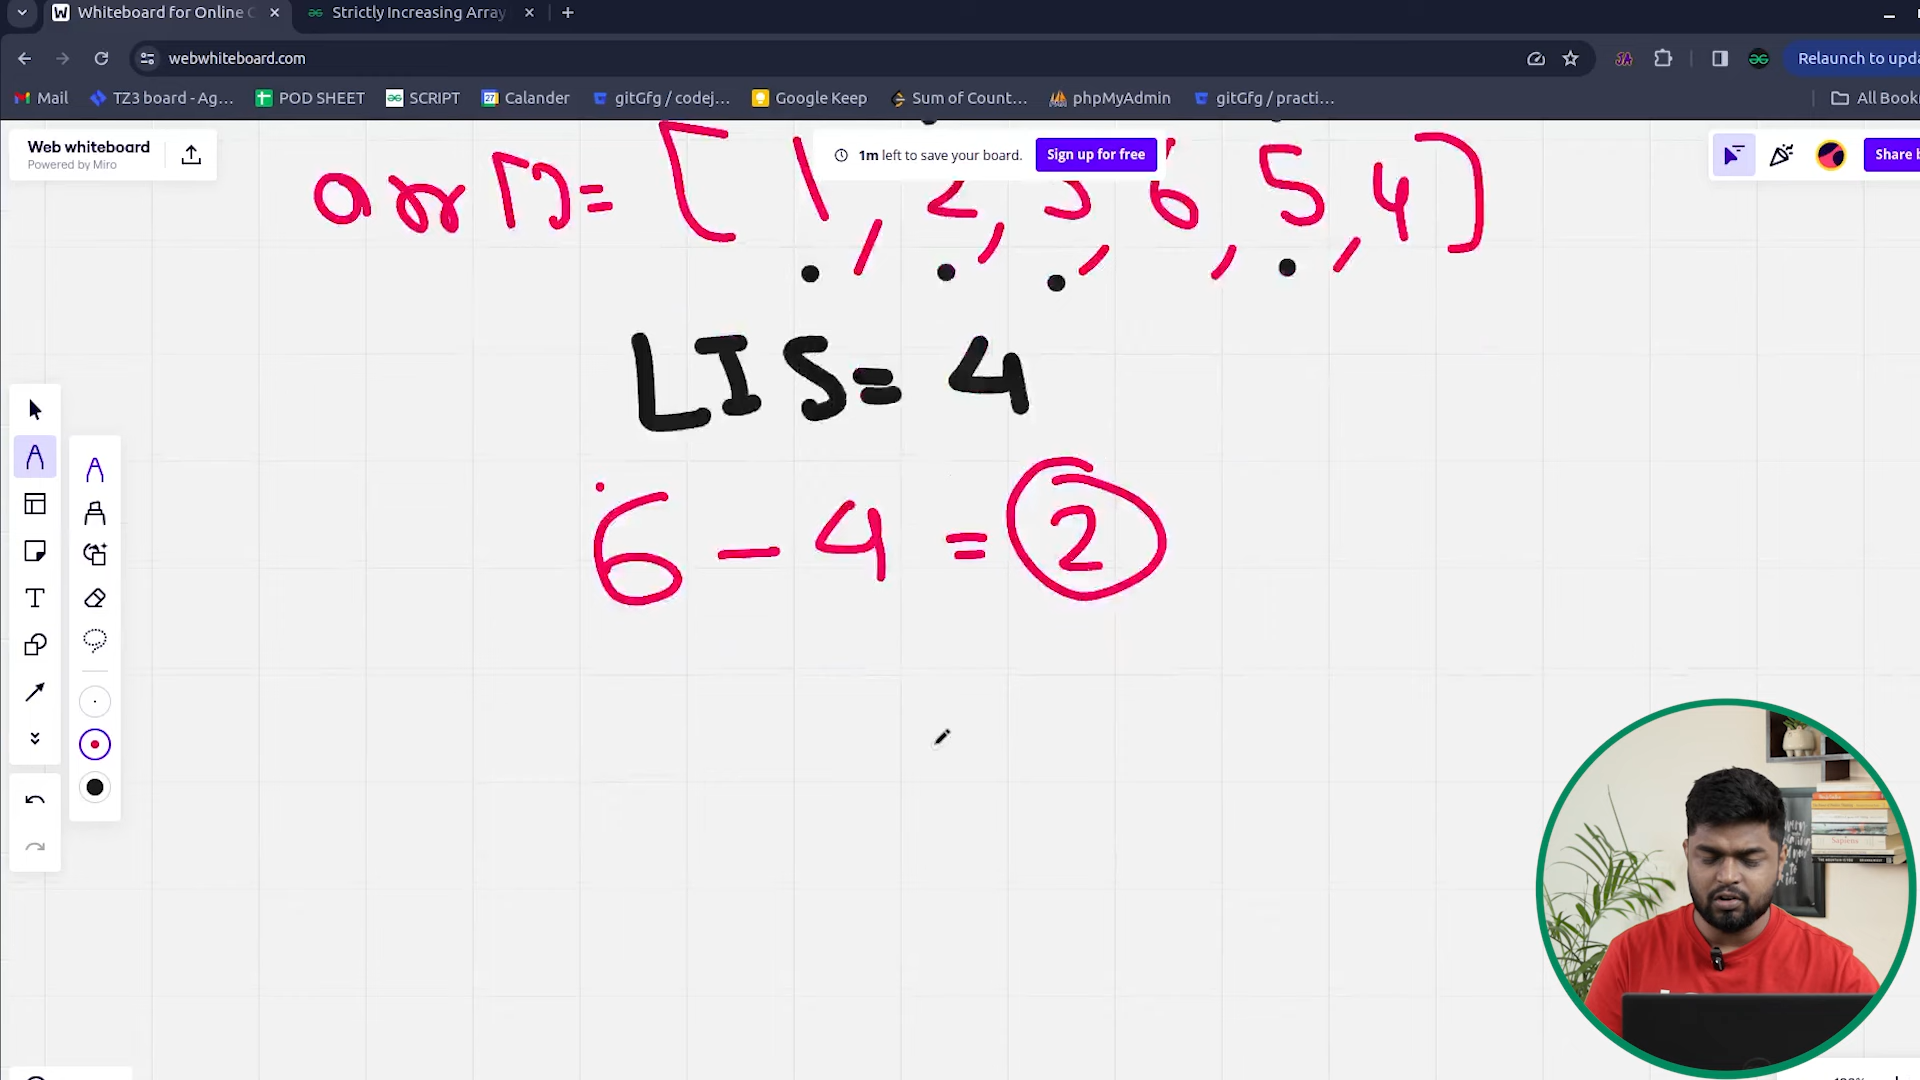 Whiteboard for Online C
Strictly Increasing Array
webwhiteboard.com
Relaunch to upda
Mail
TZ3 board - Ag...
POD SHEET
SCRIPT
27 Calander
gitGfg / codej...
Google Keep
Sum of Count...
phpMyAdmin
gitGfg / practi...
All Book
Web whiteboard
Powered by Miro
1m left to save your board.
Sign up for free
Share b
arr[]= [1, 2, 3, 6, 5, 4]
LIS= 4
6 - 4 = 2
T
Sapiens